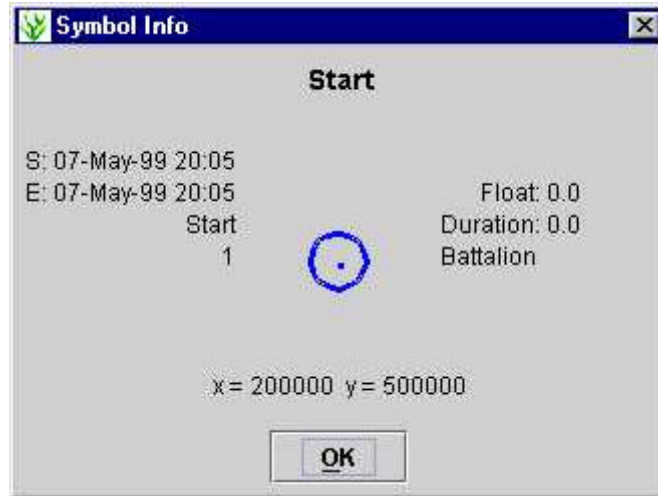 Symbol Info
Start
S: 07-May-99 20:05
E: 07-May-99 20:05
Float: 0.0
Start
Duration: 0.0
1
Battalion
x = 200000 y = 500000
OK